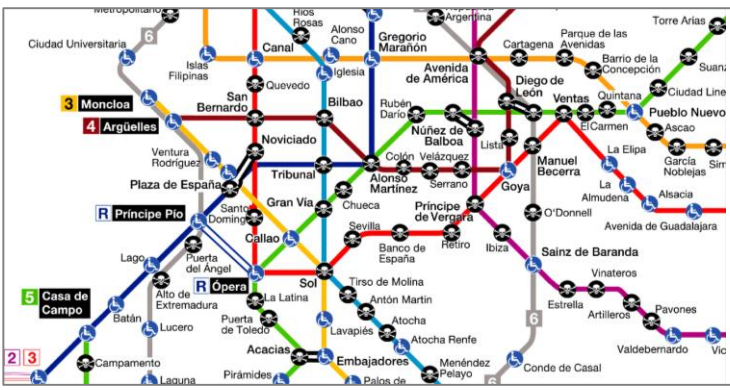 Metropolitano
6
Ciudad Universitaria
Islas
Filipinas
Canal
Quevedo
Ríos
Rosas
Alonso
Cano
Iglesia
Gregorio
Marañón
Argentina
Avenida
de América
Cartagena
Parque de las
Avenidas
Barrio de la
Concepción
Torre Arias
Suanz
Ciudad Line
Quintana
Pueblo Nuevo
Diego de
León
Ventas
El Carmen
Ascao
García
Noblejas
Sim
3 Moncloa
4 Argüelles
San
Bernardo
Bilbao
Rubén
Darío
Núñez de
Balboa
Lista
Manuel
Becerra
La Elipa
La
Almudena
Alsacia
Avenida de Guadalajara
Ventura
Rodríguez
Noviciado
Plaza de España
Tribunal
Alonso
Martínez
Colón
Velázquez
Serrano
Goya
R Príncipe Pío
Santo
Doming
Gran Vía
Chueca
Callao
Sevilla
Banco de
España
Príncipe
de Vergara
Retiro
Ibiza
O'Donnell
Sainz de Baranda
Lago
Puerta
del Ángel
R Ópera
Sol
Tirso de Molina
Antón Martin
Atocha
Atocha Renfe
Menéndez
Pelayo
Estrella
Vinateros
Artilleros
Pavones
Valdebernardo
Vic
5 Casa de
Campo
Alto de
Extremadura
Batán
Lucero
La Latina
Puerta
de Toledo
Lavapiés
Acacias
Embajadores
6
Conde de Casal
2 3
Campamento
Laguna
Pirámides
Palos de
6